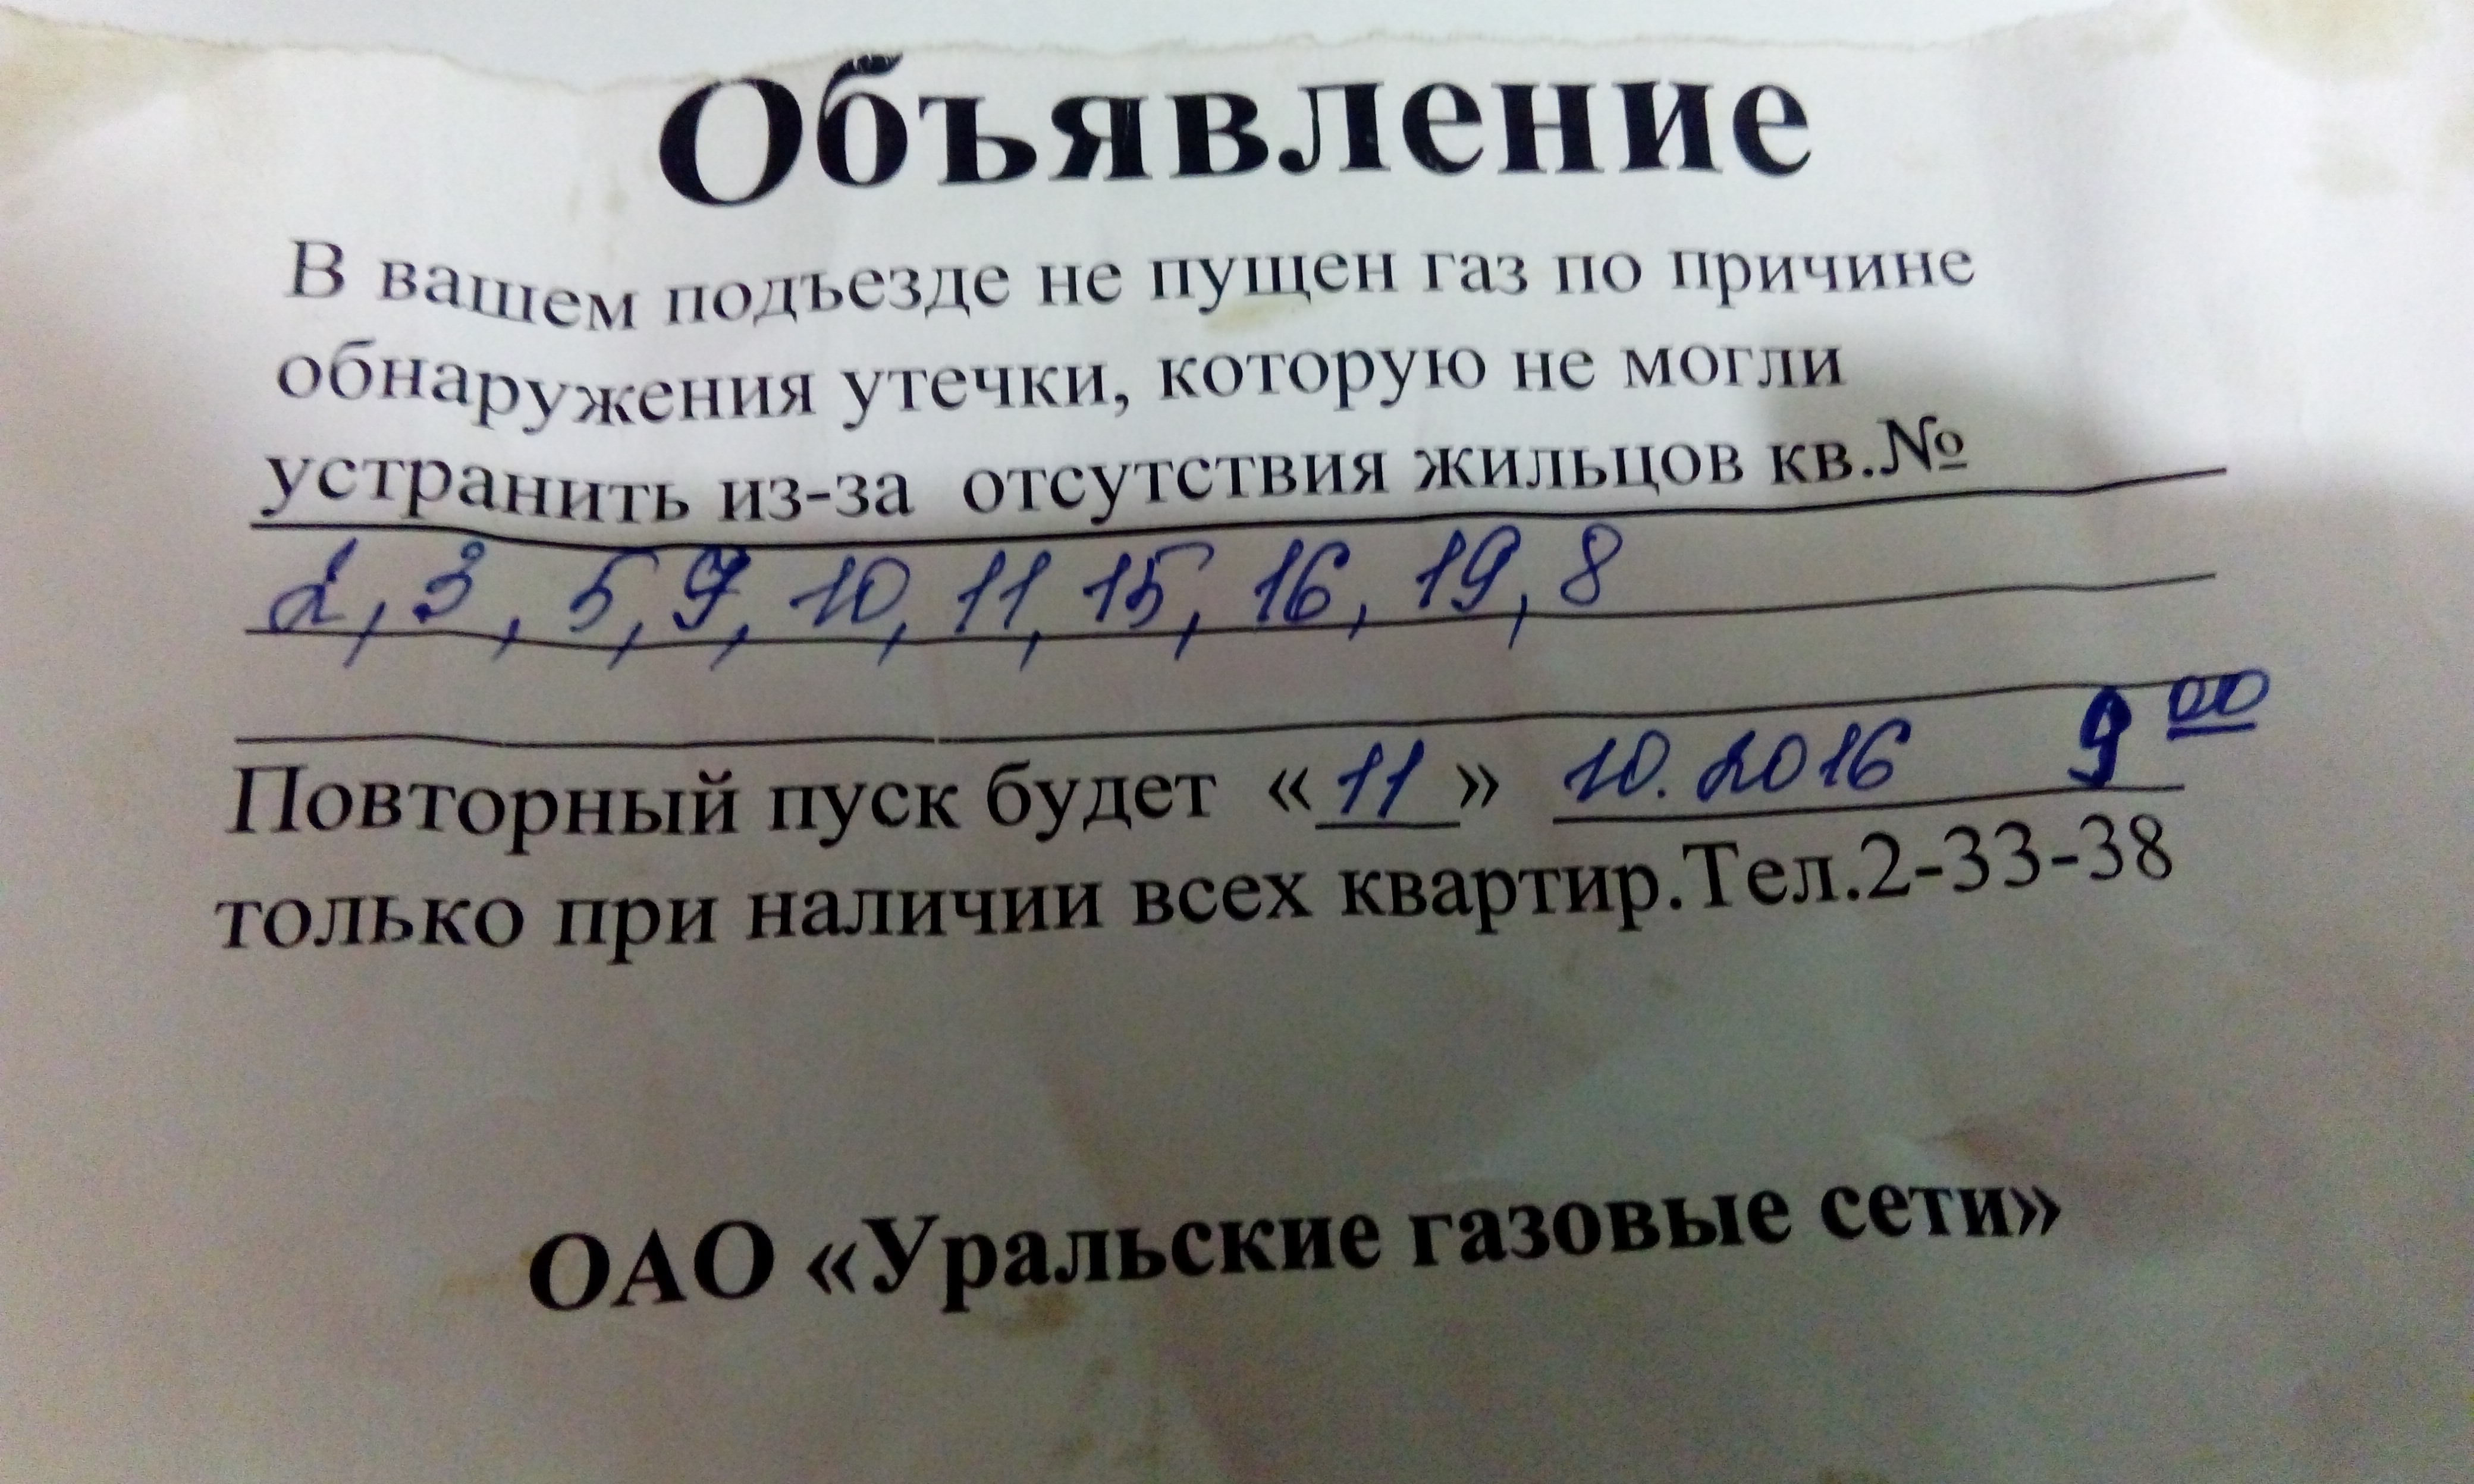 Объявление
В вашем подъезде не пущен газ по причине
обнаружения утечки, которую не могли
устранить из-за отсутствия жильцов кв.№
2, 3, 5, 9, 10, 11, 15, 16, 19, 8
Повторный пуск будет «11» 10.2016 9 00
только при наличии всех квартир.Тел.2-33-38
ОАО «Уральские газовые сети»